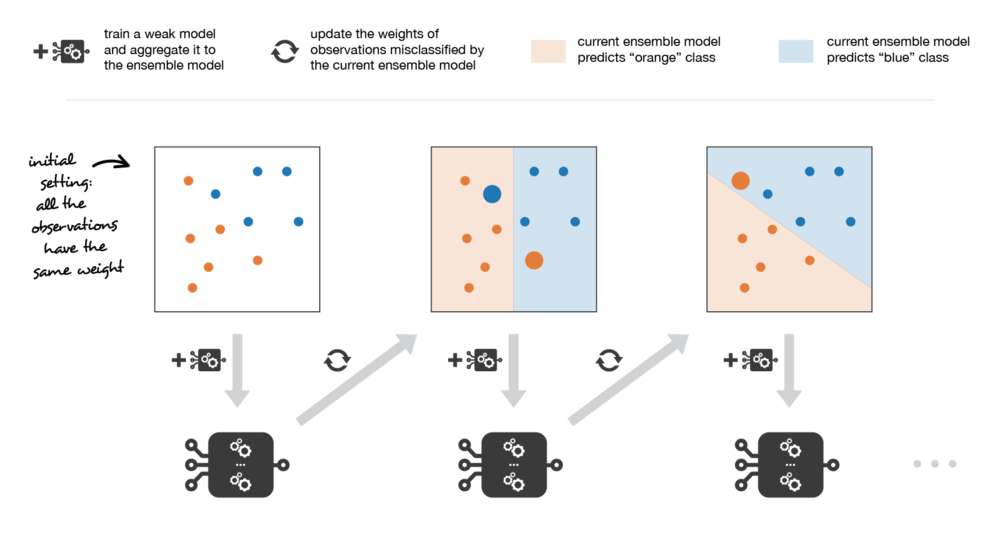 train a weak model
and aggregate it to
the ensemble model
update the weights of
observations misclassified by
the current ensemble model
current ensemble model
predicts “orange” class
current ensemble model
predicts “blue” class
initial
setting:
all the
observations
have the
same weight